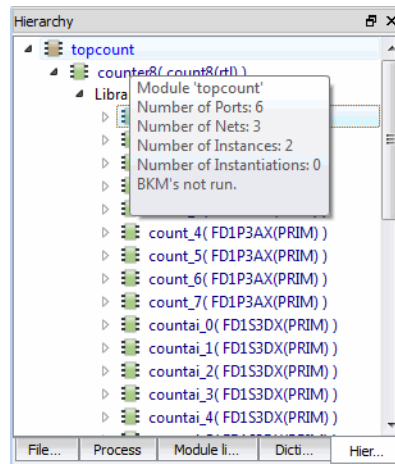 Hierarchy
topcount
counter8( count8(rtl) )
Libra
Module 'topcount'
Number of Ports: 6
Number of Nets: 3
Number of Instances: 2
Number of Instantiations: 0
BKM's not run.
count_4( FD1P3AX(PRIM) )
count_5( FD1P3AX(PRIM) )
count_6( FD1P3AX(PRIM) )
count_7( FD1P3AX(PRIM) )
countai_0( FD1S3DX(PRIM) )
countai_1( FD1S3DX(PRIM) )
countai_2( FD1S3DX(PRIM) )
countai_3( FD1S3DX(PRIM) )
countai_4( FD1S3DX(PRIM) )
File... Process Module li... Dicti... Hier...